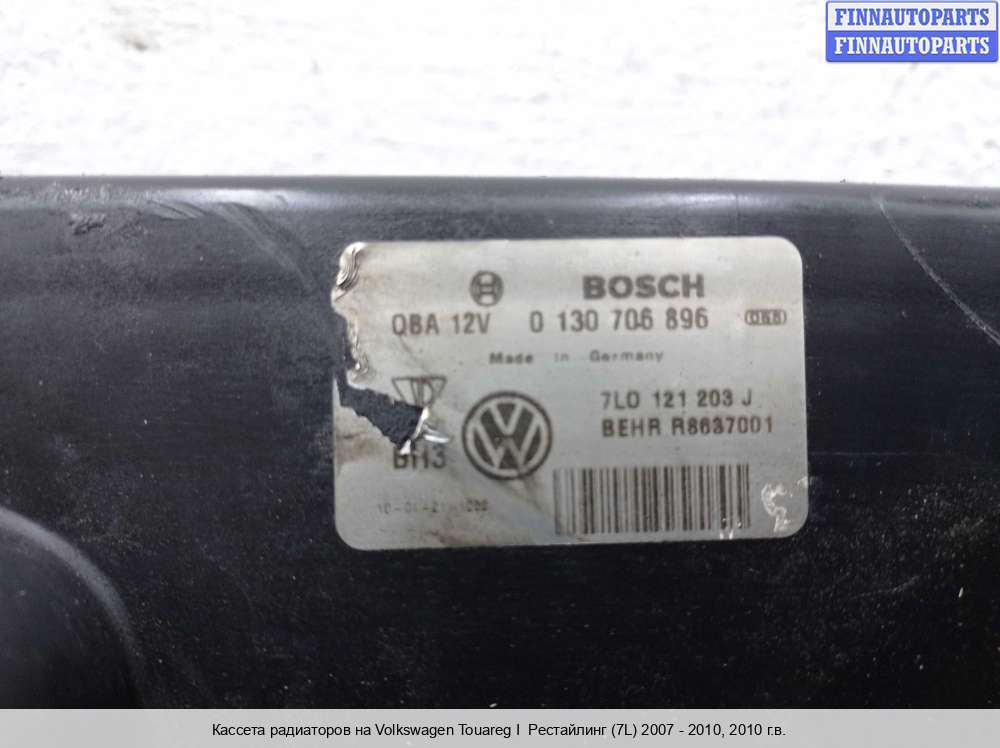 FINNAUTOPARTS
FINNAUTOPARTS
BOSCH
QBA 12V 0 130 706 896
Made in Germany
7L0 121 203 J
BEHR R8637001
BH3
Кассета радиаторов на Volkswagen Touareg I Рестайлинг (7L) 2007 - 2010, 2010 г.в.